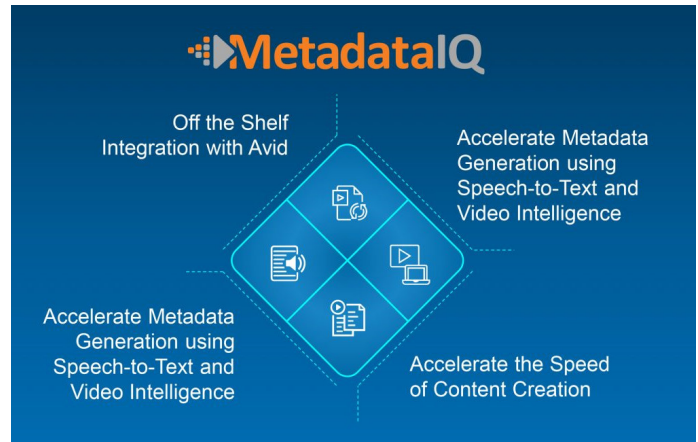 MetadataIQ
Off the Shelf
Integration with Avid
Accelerate Metadata
Generation using
Speech-to-Text and
Video Intelligence
Accelerate Metadata
Generation using
Speech-to-Text and
Video Intelligence
Accelerate the Speed
of Content Creation